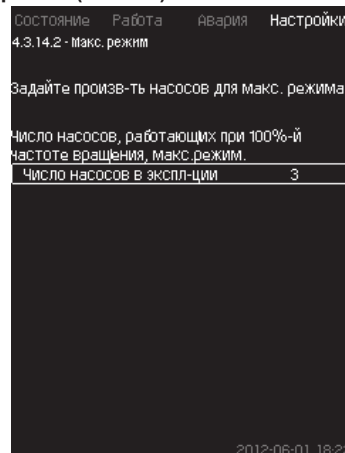 Состояние Работа Авария Настройки
4.3.14.2 - Макс. режим
Задайте произв-ть насосов для макс. режима
Число насосов, работающих при 100%-й
частоте вращения, макс.режим.
Число насосов в экспл-ции 3
2012-06-01 18:2